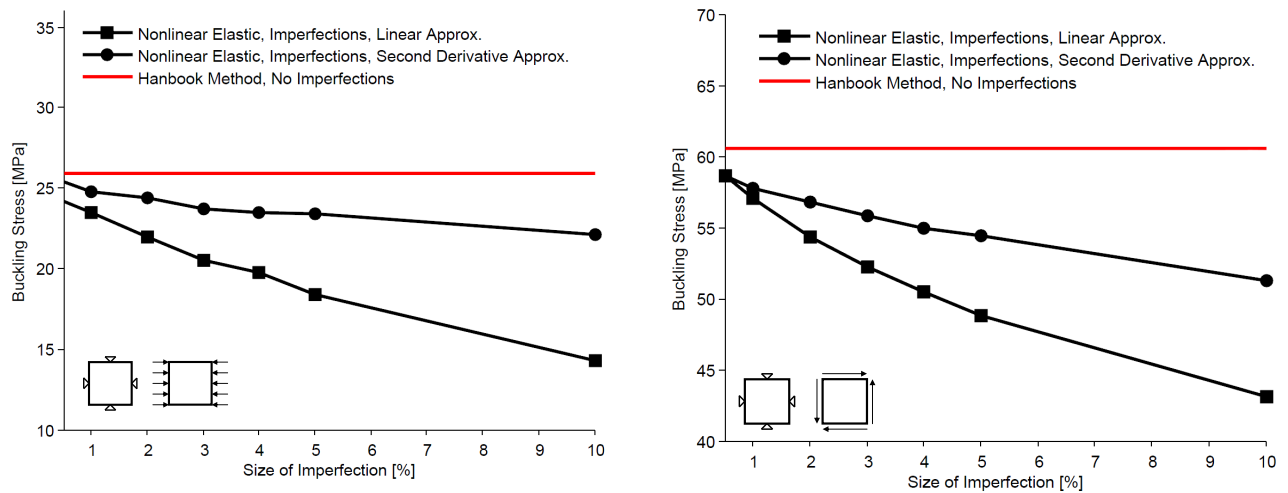 35
30
25
20
15
10
Buckling Stress [MPa]
Nonlinear Elastic, Imperfections, Linear Approx.
Nonlinear Elastic, Imperfections, Second Derivative Approx.
Hanbook Method, No Imperfections
1 2 3 4 5 6 7 8 9 10
Size of Imperfection [%]
70
65
60
55
50
45
40
Buckling Stress [MPa]
Nonlinear Elastic, Imperfections, Linear Approx.
Nonlinear Elastic, Imperfections, Second Derivative Approx.
Hanbook Method, No Imperfections
1 2 3 4 5 6 7 8 9 10
Size of Imperfection [%]